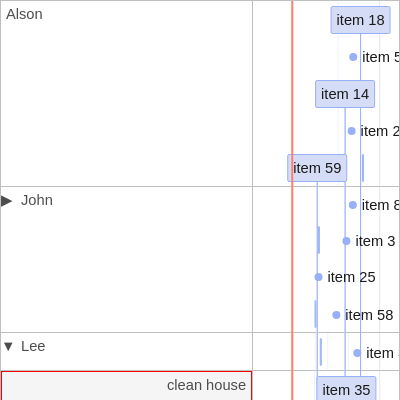 Alson
item 18
item 5
item 14
item 2
item 59
▶ John
item 8
item 3
item 25
item 58
▼ Lee
item
clean house
item 35